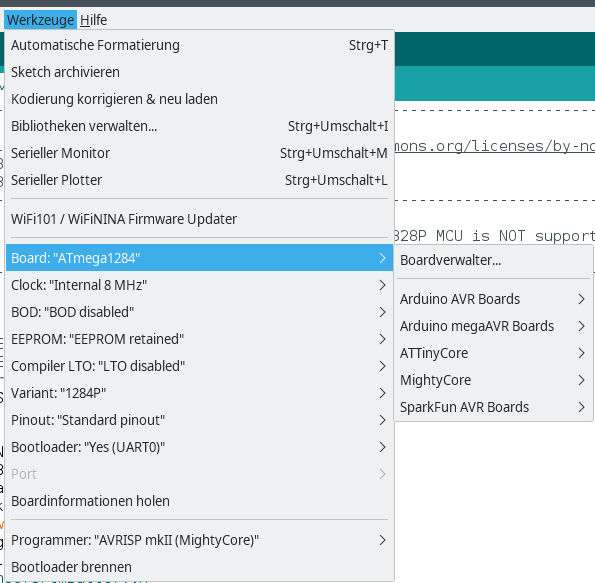 Werkzeuge Hilfe
Automatische Formatierung Strg+T
Sketch archivieren
Kodierung korrigieren & neu laden
Bibliotheken verwalten... Strg+Umschalt+I
Serieller Monitor Strg+Umschalt+M
mons.org/licenses/by-nc
Serieller Plotter Strg+Umschalt+L
WiFi101 / WiFiNINA Firmware Updater
328P MCU is NOT support
Board: "ATmega1284"
Boardverwalter...
Clock: "Internal 8 MHz"
Arduino AVR Boards
BOD: "BOD disabled"
Arduino megaAVR Boards
EEPROM: "EEPROM retained"
ATTinyCore
Compiler LTO: "LTO disabled"
MightyCore
Variant: "1284P"
SparkFun AVR Boards
Pinout: "Standard pinout"
Bootloader: "Yes (UART0)"
Port
Boardinformationen holen
Programmer: "AVRISP mkII (MightyCore)"
Bootloader brennen